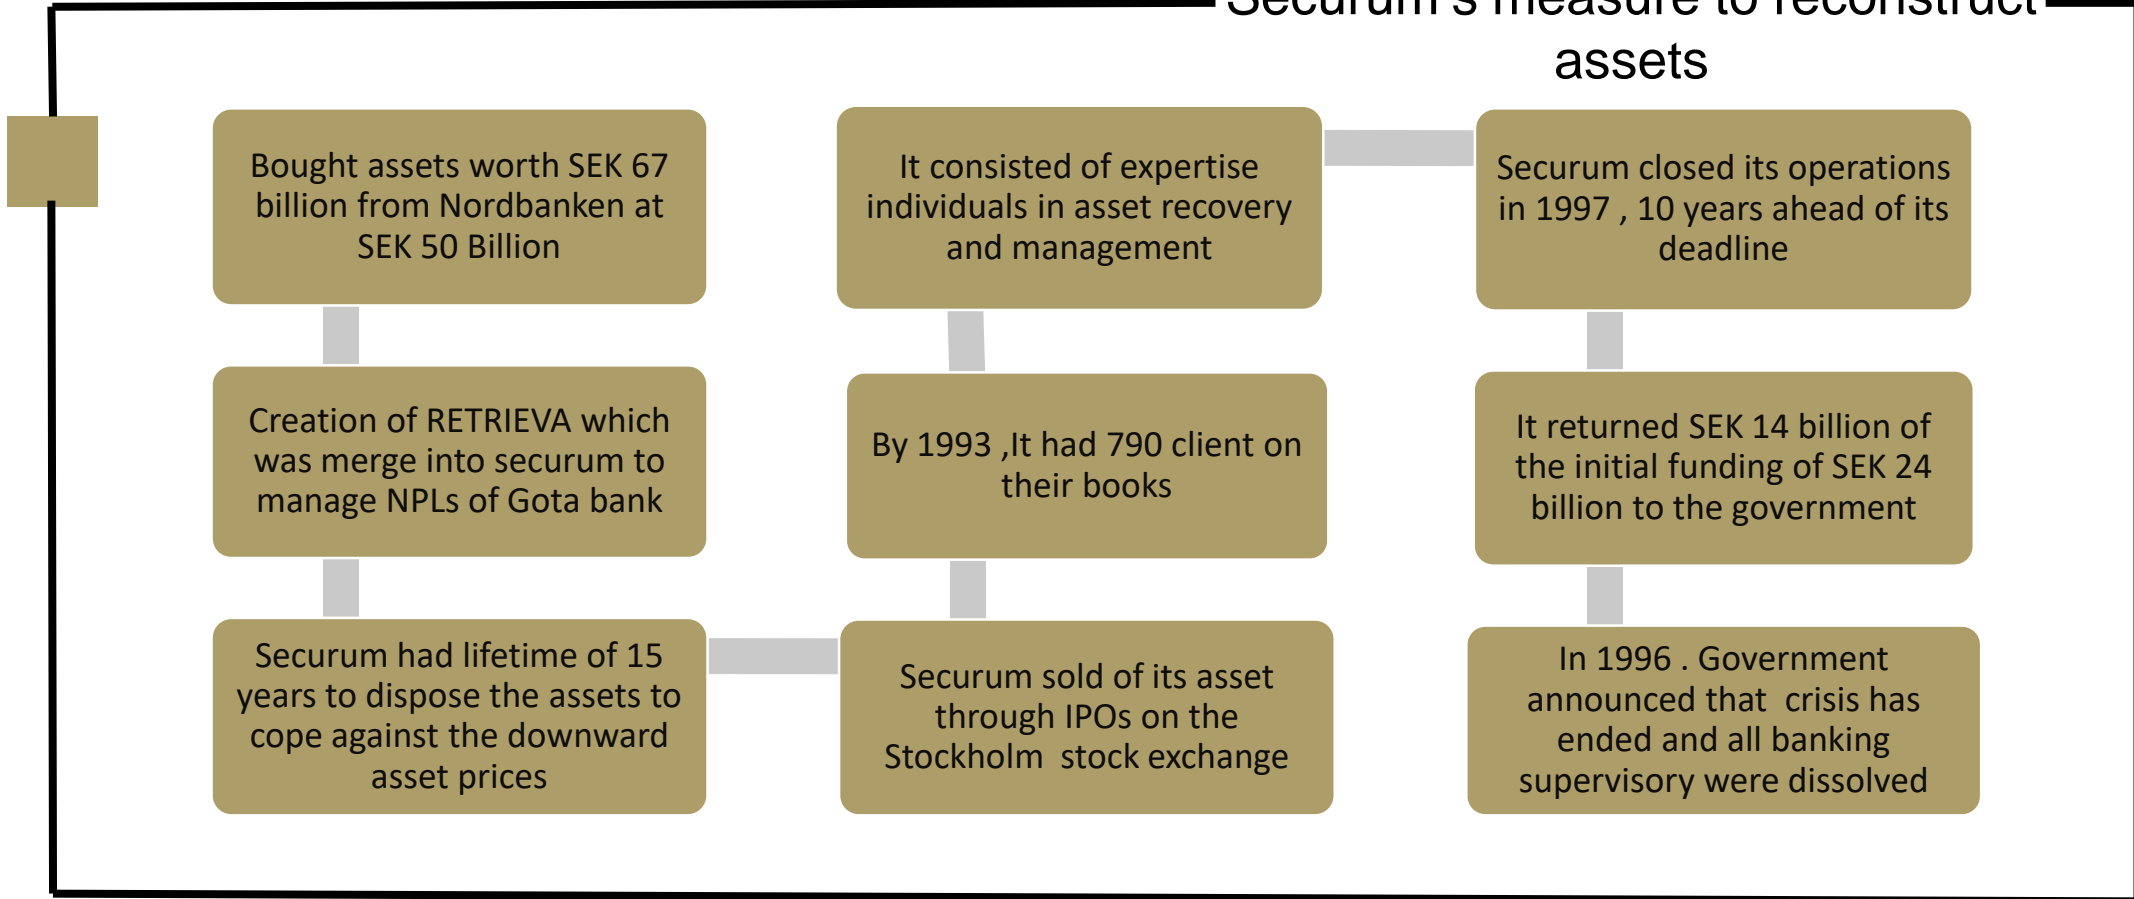 Securum's measure to reconstruct
assets
Bought assets worth SEK 67
billion from Nordbanken at
SEK 50 Billion
Creation of RETRIEVA which
was merge into securum to
manage NPLs of Gota bank
Securum had lifetime of 15
years to dispose the assets to
cope against the downward
asset prices
Securum sold of its asset
through IPOs on the
Stockholm  stock exchange
By 1993 ,It had 790 client on
their books
It consisted of expertise
individuals in asset recovery
and management
Securum closed its operations
in 1997 , 10 years ahead of its
deadline
It returned SEK 14 billion of
the initial funding of SEK 24
billion to the government
In 1996 . Government
announced that  crisis has
ended and all banking
supervisory were dissolved